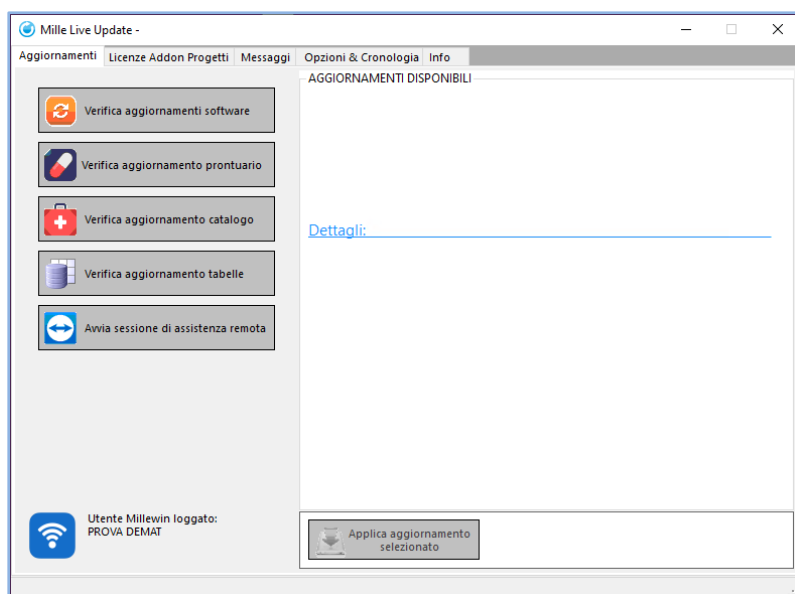 Mille Live Update -
Aggiornamenti Licenze Addon Progetti Messaggi Opzioni & Cronologia Info
AGGIORNAMENTI DISPONIBILI
Verifica aggiornamenti software
Verifica aggiornamento prontuario
Verifica aggiornamento catalogo
Dettagli:
Verifica aggiornamento tabelle
Avvia sessione di assistenza remota
Utente Millewin loggato:
PROVA DEMAT
Applica aggiornamento
selezionato